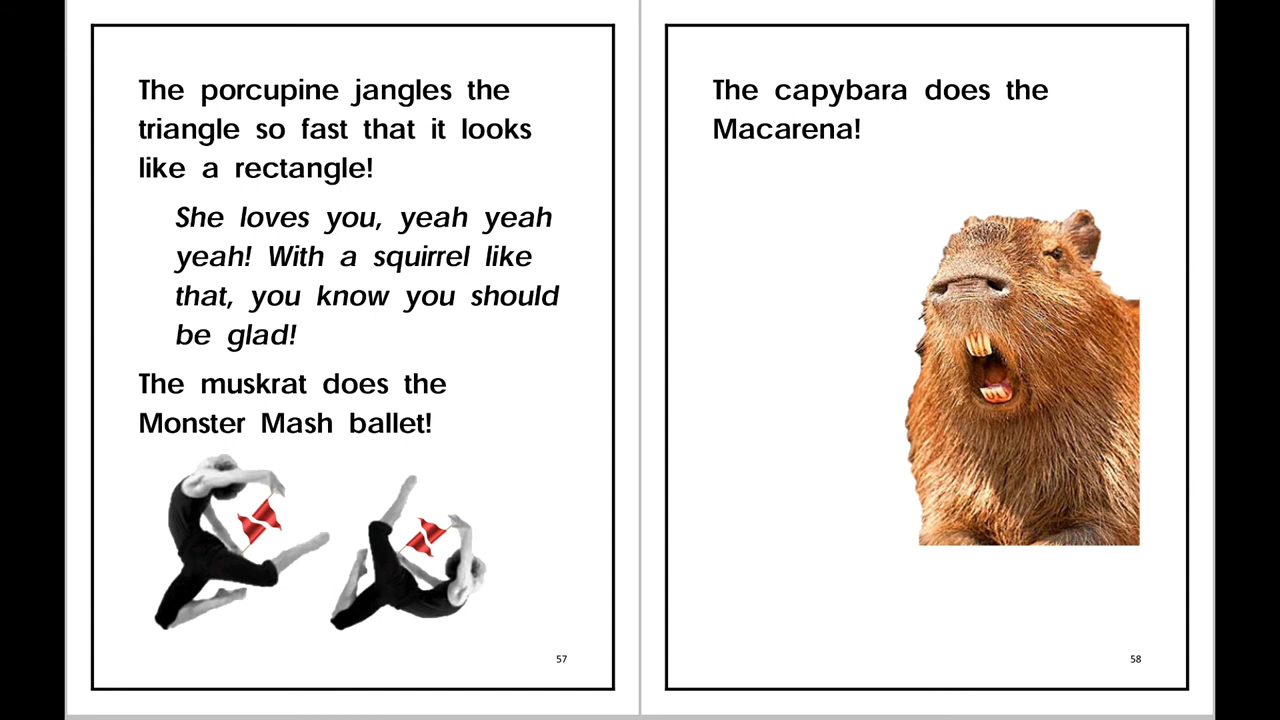 The porcupine jangles the
triangle so fast that it looks
like a rectangle!
She loves you, yeah yeah
yeah! With a squirrel like
that, you know you should
be glad!
The muskrat does the
Monster Mash ballet!
57
The capybara does the
Macarena!
58